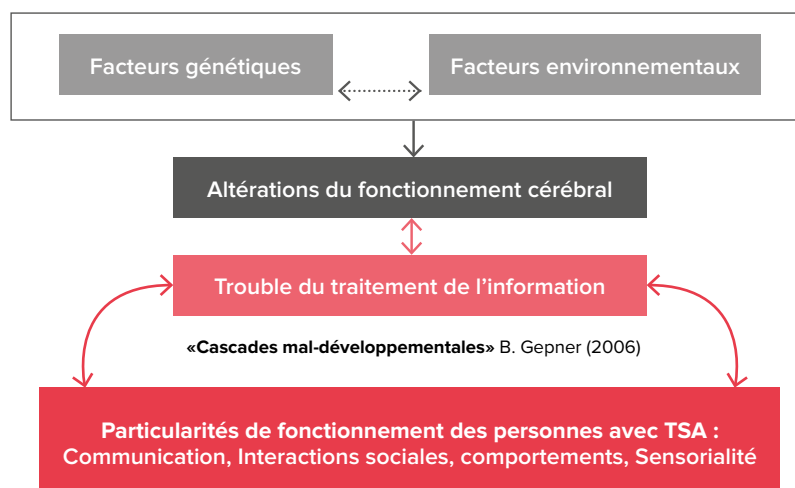 Facteurs génétiques
Facteurs environnementaux
Altérations du fonctionnement cérébral
Trouble du traitement de l’information
«Cascades mal-développementales» B. Gepner (2006)
Particularités de fonctionnement des personnes avec TSA :
Communication, Interactions sociales, comportements, Sensorialité